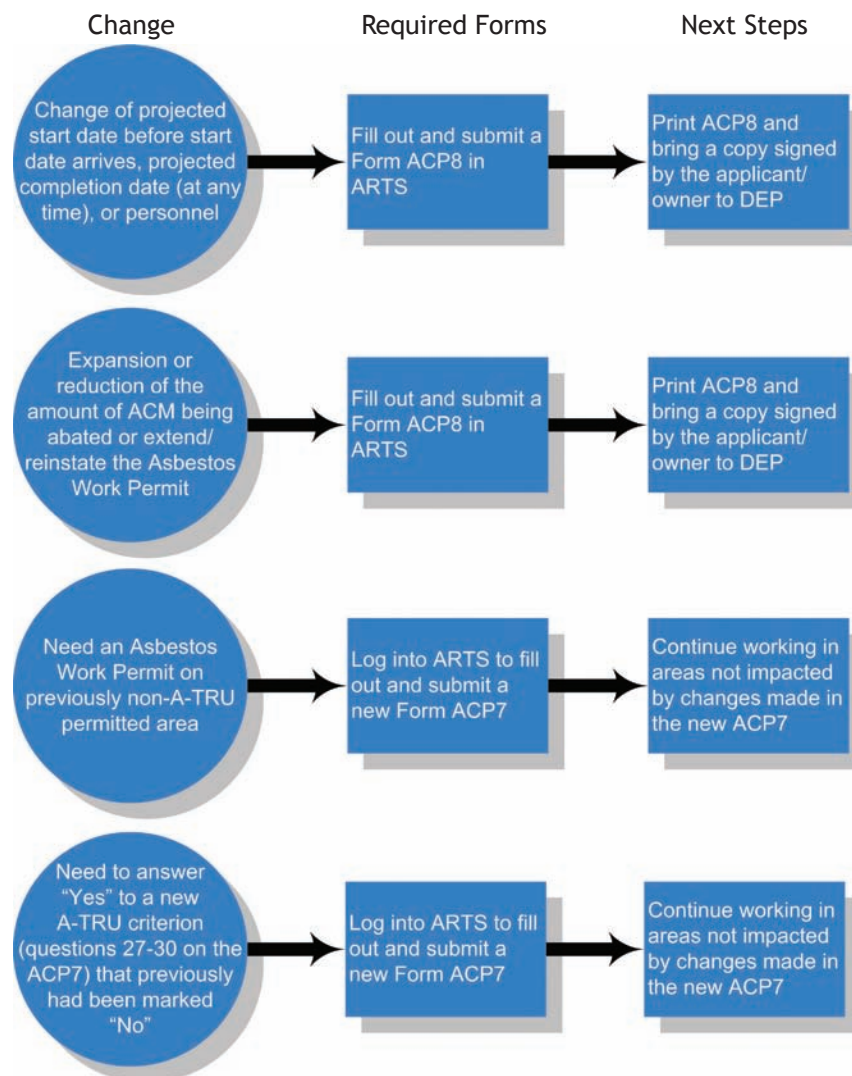 Change
Required Forms
Next Steps
Change of projected
start date before start
date arrives, projected
completion date (at any
time), or personnel
Fill out and submit a
Form ACP8 in
ARTS
Print ACP8 and
bring a copy signed
by the applicant/
owner to DEP
Expansion or
reduction of the
amount of ACM being
abated or extend/
reinstate the Asbestos
Work Permit
Fill out and submit a
Form ACP8 in
ARTS
Print ACP8 and
bring a copy signed
by the applicant/
owner to DEP
Need an Asbestos
Work Permit on
previously non-A-TRU
permitted area
Log into ARTS to fill
out and submit a
new Form ACP7
Continue working in
areas not impacted
by changes made in
the new ACP7
Need to answer
“Yes” to a new
A-TRU criterion
(questions 27-30 on the
ACP7) that previously
had been marked
“No”
Log into ARTS to fill
out and submit a
new Form ACP7
Continue working in
areas not impacted
by changes made in
the new ACP7